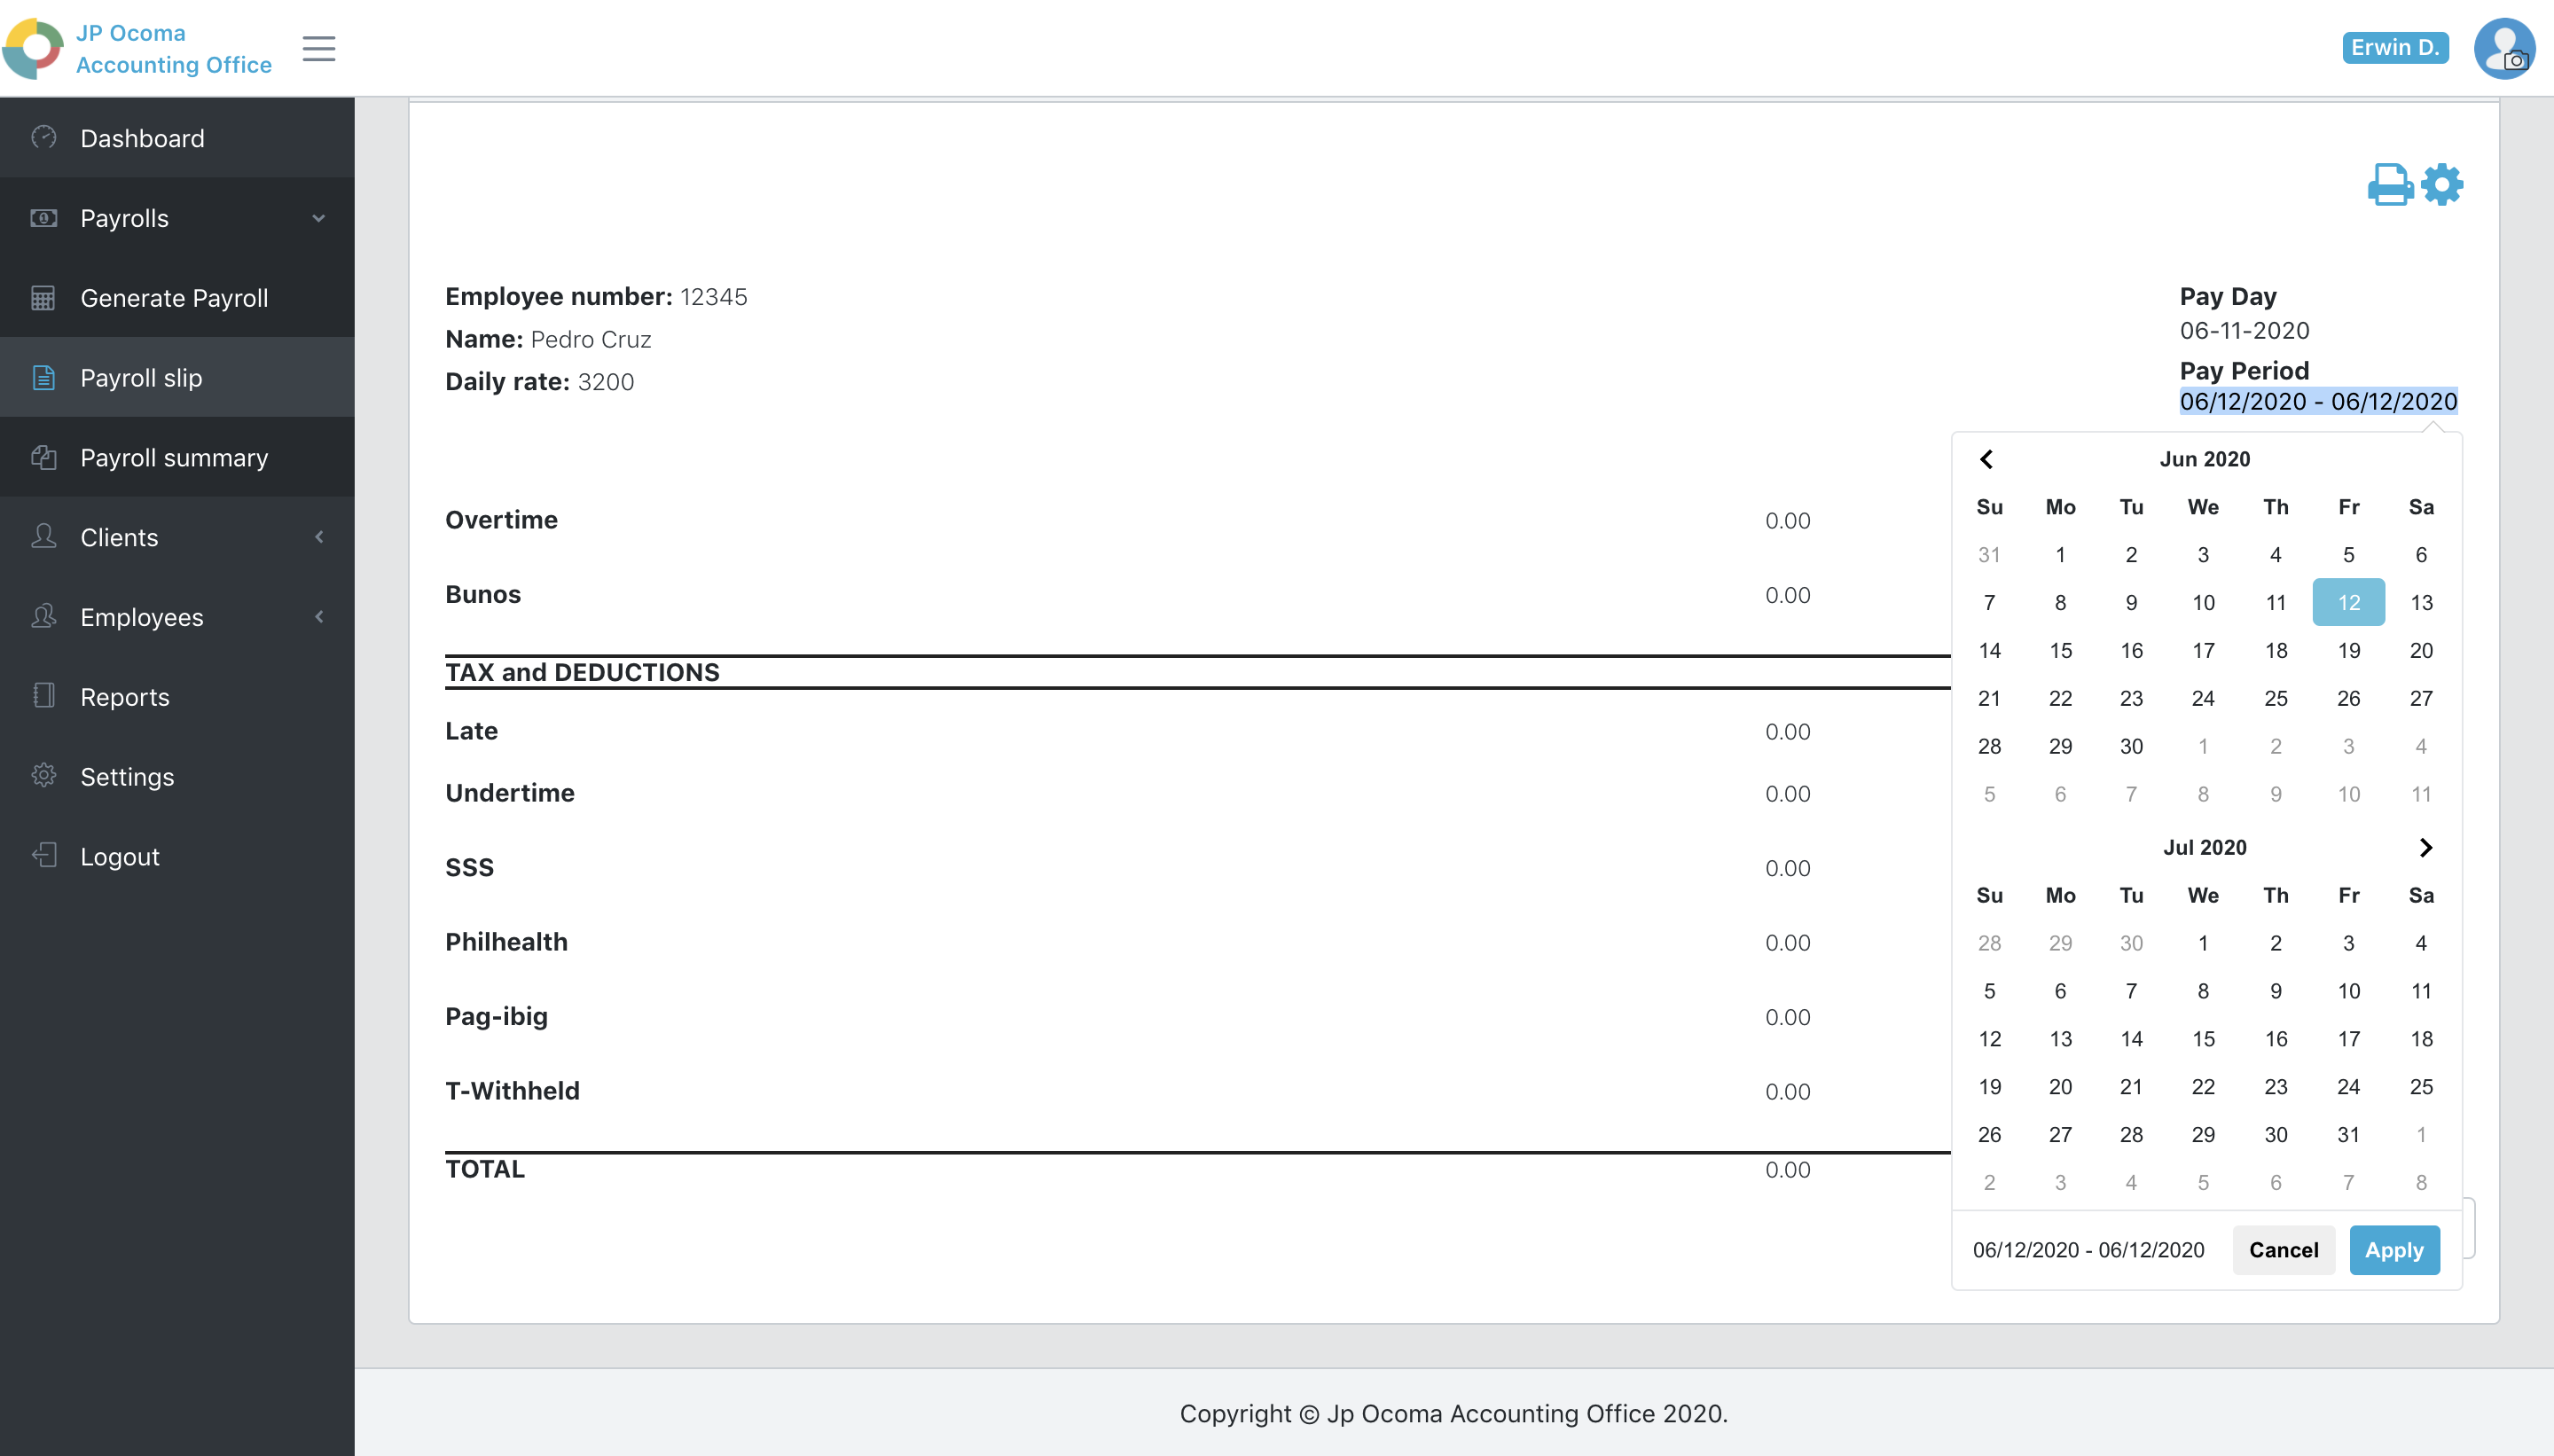 JP Ocoma
Accounting Office
Erwin D.
Dashboard
Payrolls
Generate Payroll
Payroll slip
Payroll summary
Clients
Employees
Reports
Settings
Logout
Employee number: 12345
Name: Pedro Cruz
Daily rate: 3200
Pay Day
06-11-2020
Pay Period
06/12/2020 - 06/12/2020
Overtime 0.00
Bunos 0.00
TAX and DEDUCTIONS
Late 0.00
Undertime 0.00
SSS 0.00
Philhealth 0.00
Pag-ibig 0.00
T-Withheld 0.00
TOTAL 0.00
Jun 2020
Su Mo Tu We Th Fr Sa
31 1 2 3 4 5 6
7 8 9 10 11 12 13
14 15 16 17 18 19 20
21 22 23 24 25 26 27
28 29 30 1 2 3 4
5 6 7 8 9 10 11
Jul 2020
Su Mo Tu We Th Fr Sa
28 29 30 1 2 3 4
5 6 7 8 9 10 11
12 13 14 15 16 17 18
19 20 21 22 23 24 25
26 27 28 29 30 31 1
2 3 4 5 6 7 8
06/12/2020 - 06/12/2020 Cancel Apply
Copyright © Jp Ocoma Accounting Office 2020.